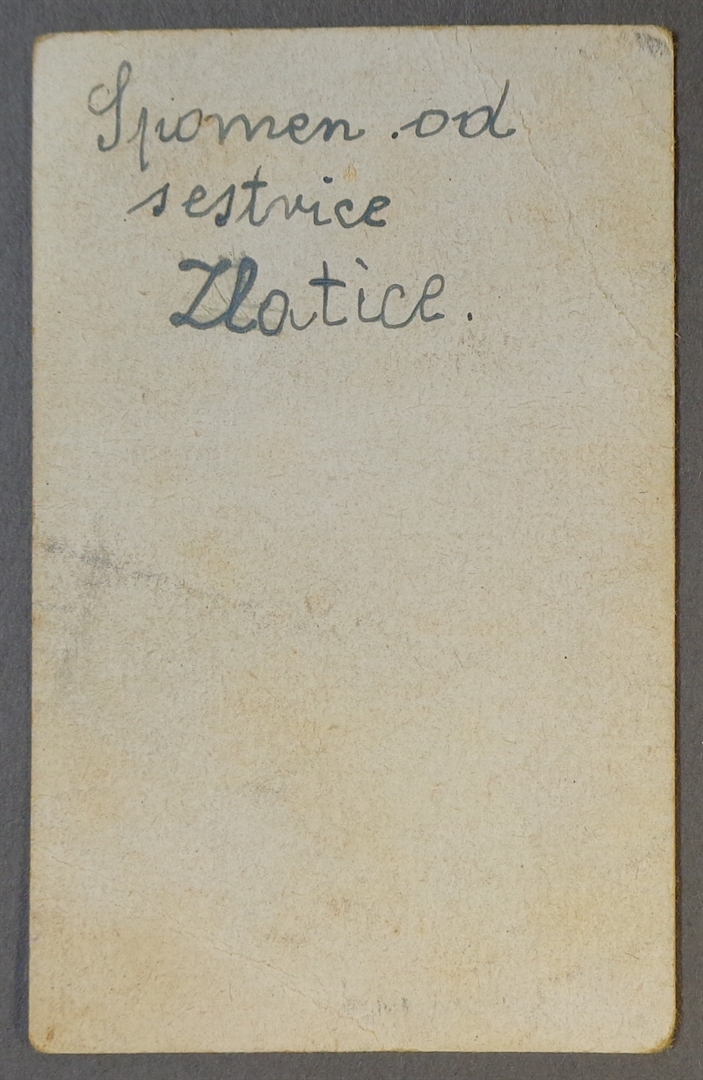 Spomen od
sestrice
Zlatice.